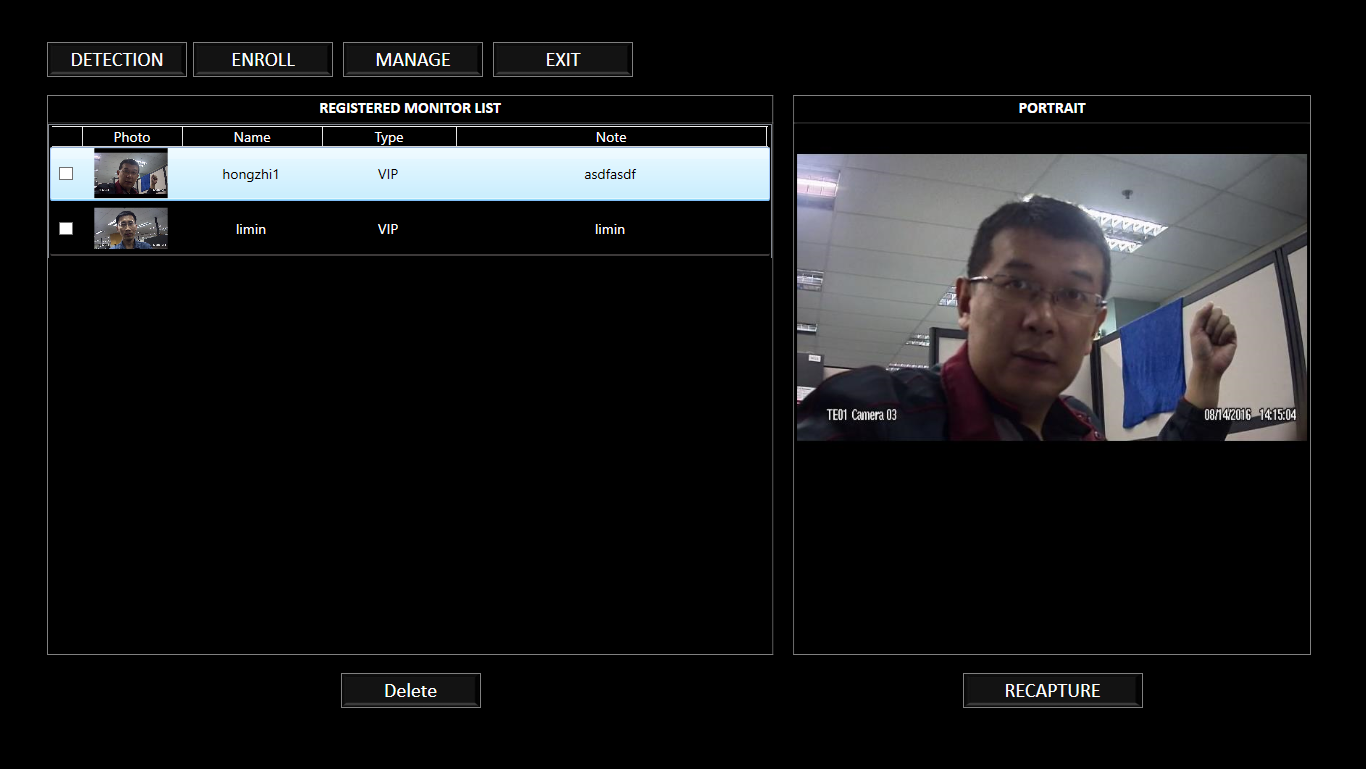 DETECTION ENROLL MANAGE EXIT
REGISTERED MONITOR LIST
Photo Name Type Note
hongzhi1 VIP asdfasdf
limin VIP limin
Delete
PORTRAIT
TE01 Camera 03 08/14/2016 14:15:04
RECAPTURE